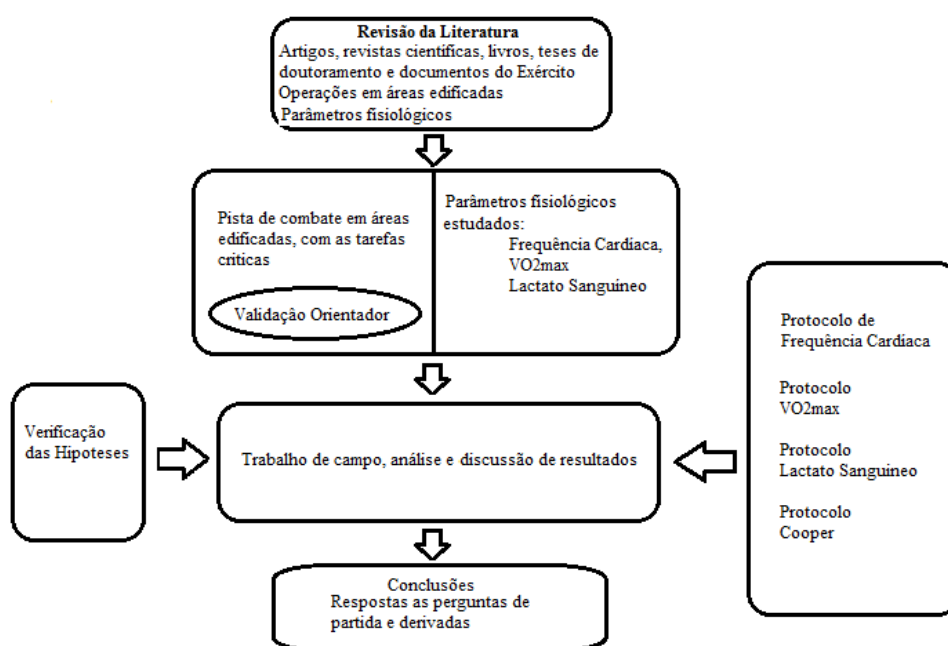 Revisão da Literatura
Artigos, revistas científicas, livros, teses de
doutoramento e documentos do Exército
Operações em áreas edificadas
Parâmetros fisiológicos
Pista de combate em áreas
edificadas, com as tarefas
criticas
Validação Orientador
Parâmetros fisiológicos
estudados:
Frequência Cardíaca,
VO2max
Lactato Sanguineo
Verificação
das Hipoteses
Trabalho de campo, análise e discussão de resultados
Protocolo de
Frequência Cardíaca
Protocolo
VO2max
Protocolo
Lactato Sanguineo
Protocolo
Cooper
Conclusões
Respostas as perguntas de
partida e derivadas